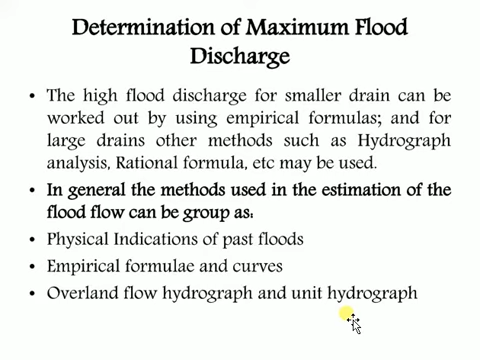 Determination of Maximum Flood
Discharge
• The high flood discharge for smaller drain can be
worked out by using empirical formulas; and for
large drains other methods such as Hydrograph
analysis, Rational formula, etc may be used.
• In general the methods used in the estimation of the
flood flow can be group as:
• Physical Indications of past floods
• Empirical formulae and curves
• Overland flow hydrograph and unit hydrograph